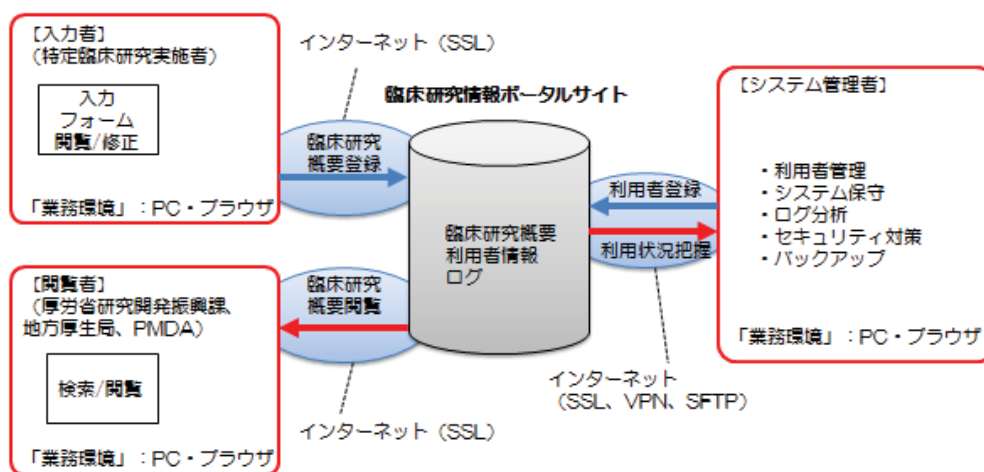 【入力者】
（特定臨床研究実施者）
入力
フォーム
閲覧/修正
「業務環境」：PC・ブラウザ
インターネット（SSL）
臨床研究情報ポータルサイト
臨床研究
概要登録
臨床研究概要
利用者情報
ログ
利用者登録
利用状況把握
【システム管理者】
・利用者管理
・システム保守
・ログ分析
・セキュリティ対策
・バックアップ
「業務環境」：PC・ブラウザ
【閲覧者】
（厚労省研究開発振興課、
地方厚生局、PMDA）
検索/閲覧
「業務環境」：PC・ブラウザ
臨床研究
概要閲覧
インターネット（SSL）
インターネット
（SSL、VPN、SFTP）